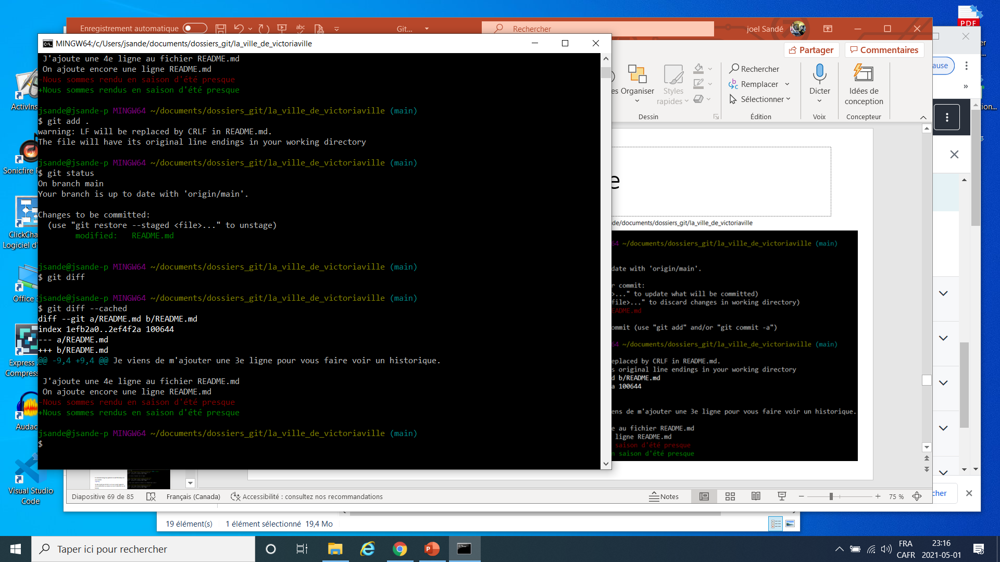 Enregistrement automatique
Git...
Rechercher
joel Sandé
PDF
MINGW64:/c/Users/jsande/documents/dossiers_git/la_ville_de_victoriaville
J'ajoute une 4e ligne au fichier README.md
On ajoute encore une ligne README.md
-Nous sommes rendu en saison d'été presque
+Nous sommes rendus en saison d'été presque
jsande@jsande-p MINGW64 ~/documents/dossiers_git/la_ville_de_victoriaville (main)
$ git add .
warning: LF will be replaced by CRLF in README.md.
The file will have its original line endings in your working directory
jsande@jsande-p MINGW64 ~/documents/dossiers_git/la_ville_de_victoriaville (main)
$ git status
On branch main
Your branch is up to date with 'origin/main'.
Changes to be committed:
(use "git restore --staged <file>..." to unstage)
modified: README.md
jsande@jsande-p MINGW64 ~/documents/dossiers_git/la_ville_de_victoriaville (main)
$ git diff
jsande@jsande-p MINGW64 ~/documents/dossiers_git/la_ville_de_victoriaville (main)
$ git diff --cached
diff --git a/README.md b/README.md
index 1efb2a0..2ef4f2a 100644
--- a/README.md
+++ b/README.md
@@ -9,4 +9,4 @@ Je viens de m'ajouter une 3e ligne pour vous faire voir un historique.
J'ajoute une 4e ligne au fichier README.md
On ajoute encore une ligne README.md
-Nous sommes rendu en saison d'été presque
+Nous sommes rendus en saison d'été presque
jsande@jsande-p MINGW64 ~/documents/dossiers_git/la_ville_de_victoriaville (main)
$
Partager
Commentaires
es Organiser
Styles
rapides
Rechercher
Remplacer
Sélectionner
Dicter
Idées de
conception
Dessin
Édition
Voix
Concepteur
ause
e
de/documents/dossiers_git/la_ville_de_victoriaville
64 ~/documents/dossiers_git/la_ville_de_victoriaville (main)
date with 'origin/main'.
r commit:
>..." to update what will be committed)
file>..." to discard changes in working directory)
README.md
ommit (use "git add" and/or "git commit -a")
64 ~/documents/dossiers_git/la_ville_de_victoriaville (main)
eplaced by CRLF in README.md.
s original line endings in your working directory
d b/README.md
a 100644
ens de m'ajouter une 3e ligne pour vous faire voir un historique.
e au fichier README.md
ligne README.md
saison d'été presque
n saison d'été presque
ActivIns
Sonicfire
ClickCha
Logiciel d'
Office
Express
Compress
Audac
Visual Studio
Code
Diapositive 69 de 85
Français (Canada)
Accessibilité : consultez nos recommandations
Notes
75 %
cher
19 élément(s)
1 élément sélectionné 19,4 Mo
Taper ici pour rechercher
FRA
CAFR
23:16
2021-05-01